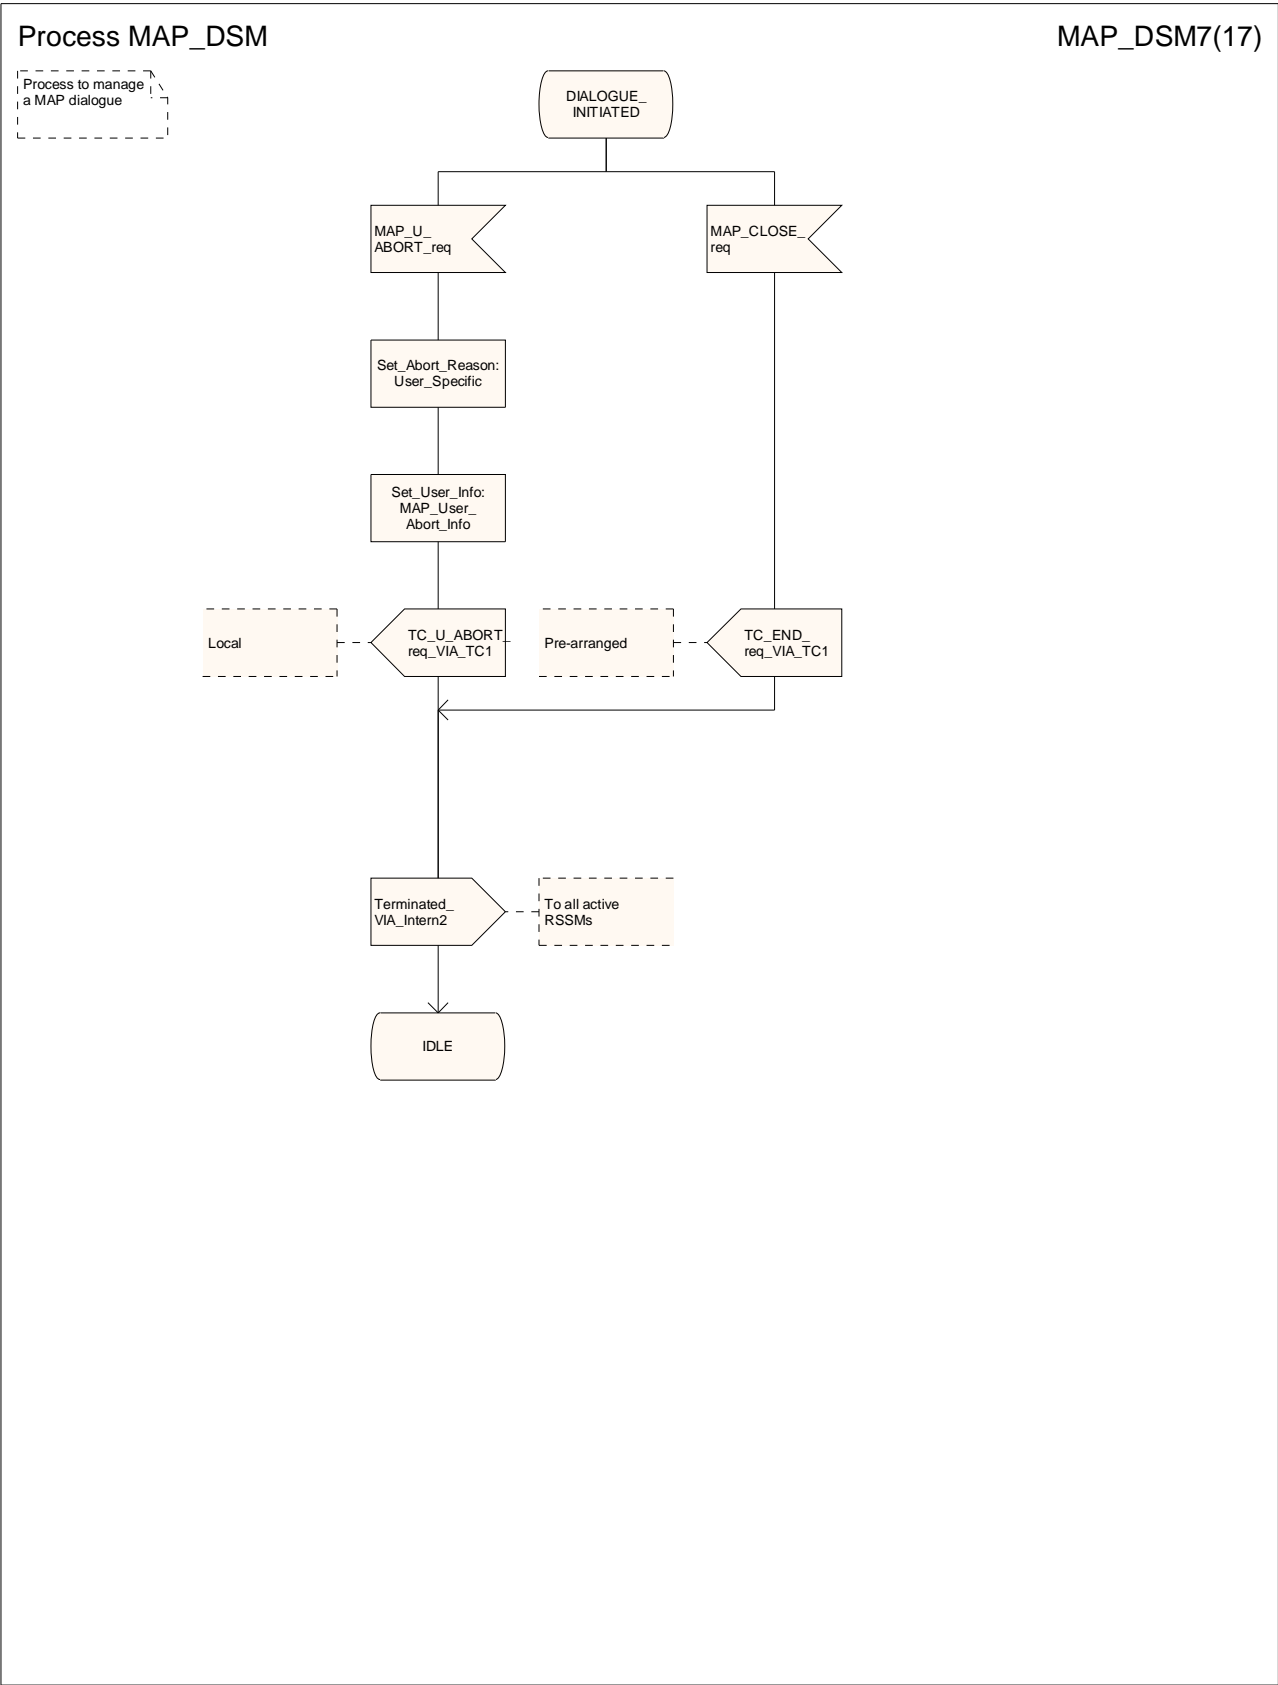 Process MAP_DSM
MAP_DSM7(17)
Process to manage
a MAP dialogue
DIALOGUE_
INITIATED
MAP_U_
ABORT_req
MAP_CLOSE_
req
Set_Abort_Reason:
User_Specific
Set_User_Info:
MAP_User_
Abort_Info
Local
TC_U_ABORT_
req_VIA_TC1
Pre-arranged
TC_END_
req_VIA_TC1
Terminated_
VIA_Intern2
To all active
RSSMs
IDLE